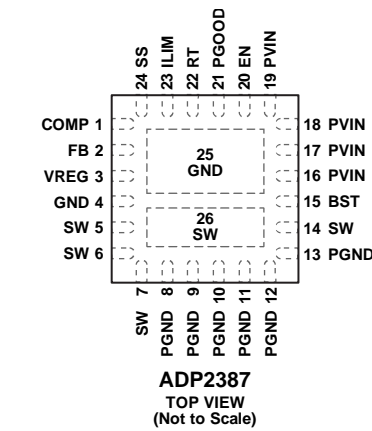 24 SS
23 ILIM
22 RT
21 PGOOD
20 EN
19 PVIN
COMP 1
FB 2
VREG 3
GND 4
SW 5
SW 6
25
GND
26
SW
18 PVIN
17 PVIN
16 PVIN
15 BST
14 SW
13 PGND
SW 7
PGND 8
PGND 9
PGND 10
PGND 11
PGND 12
ADP2387
TOP VIEW
(Not to Scale)